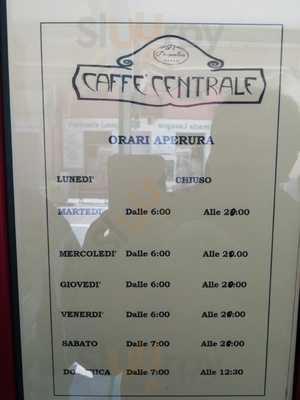 CAFFE' CENTRALE
ORARI APERURA
LUNEDI' CHIUSO
MARTEDI' Dalle 6:00 Alle
MERCOLEDI' Dalle 6:00 Alle
GIOVEDI' Dalle 6:00 Alle
VENERDI' Dalle 6:00 Alle
SABATO Dalle 7:00 Alle
DOMENICA Dalle 7:00 Alle 12:30